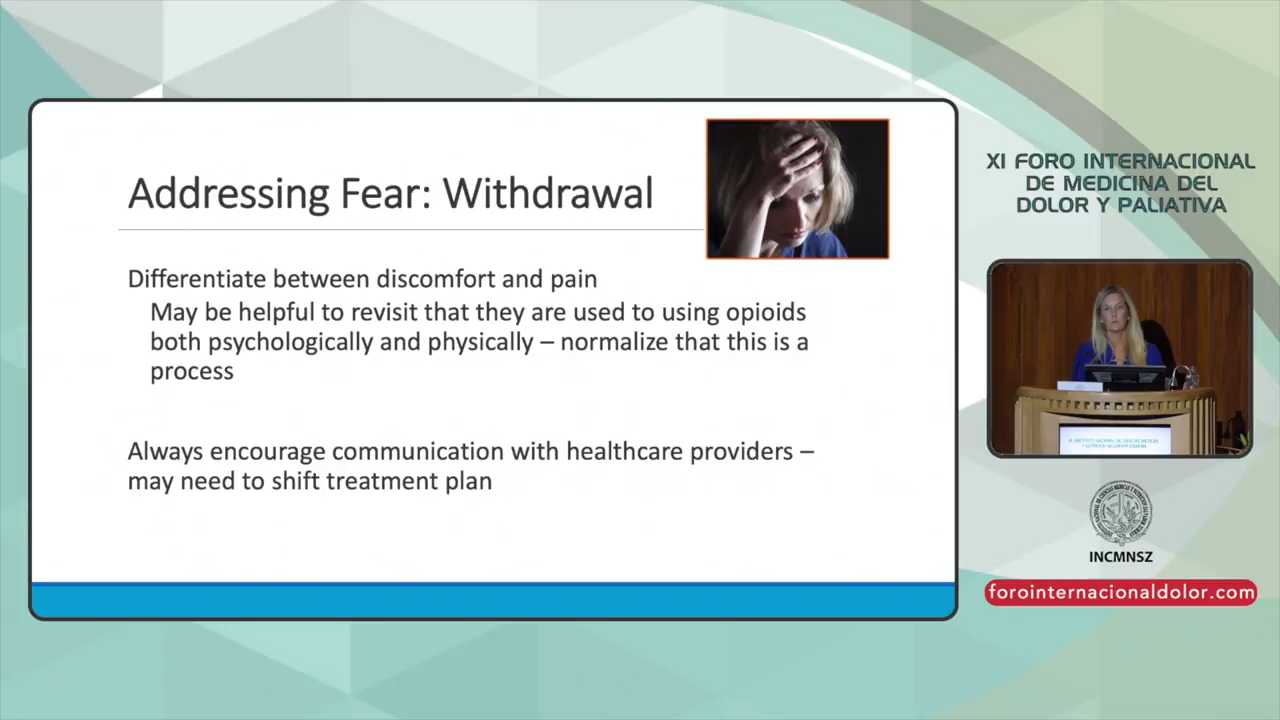 Addressing Fear: Withdrawal
Differentiate between discomfort and pain
May be helpful to revisit that they are used to using opioids
both psychologically and physically – normalize that this is a
process
Always encourage communication with healthcare providers –
may need to shift treatment plan
XI FORO INTERNACIONAL
DE MEDICINA DEL
DOLOR Y PALIATIVA
INCMNSZ
forointernacionaldolor.com